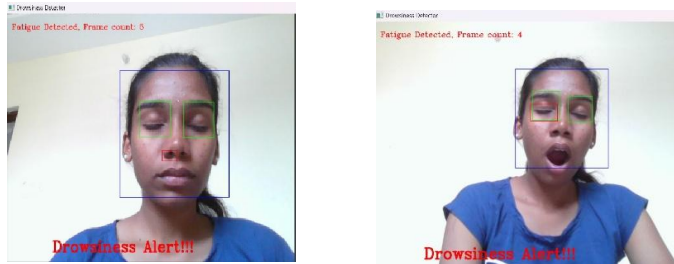 Drowsiness Detector
Fatigue Detected, Frame count: 5
Drowsiness Alert!!!
Drowsiness Detector
Fatigue Detected, Frame count: 4
Drowsiness Alert!!!